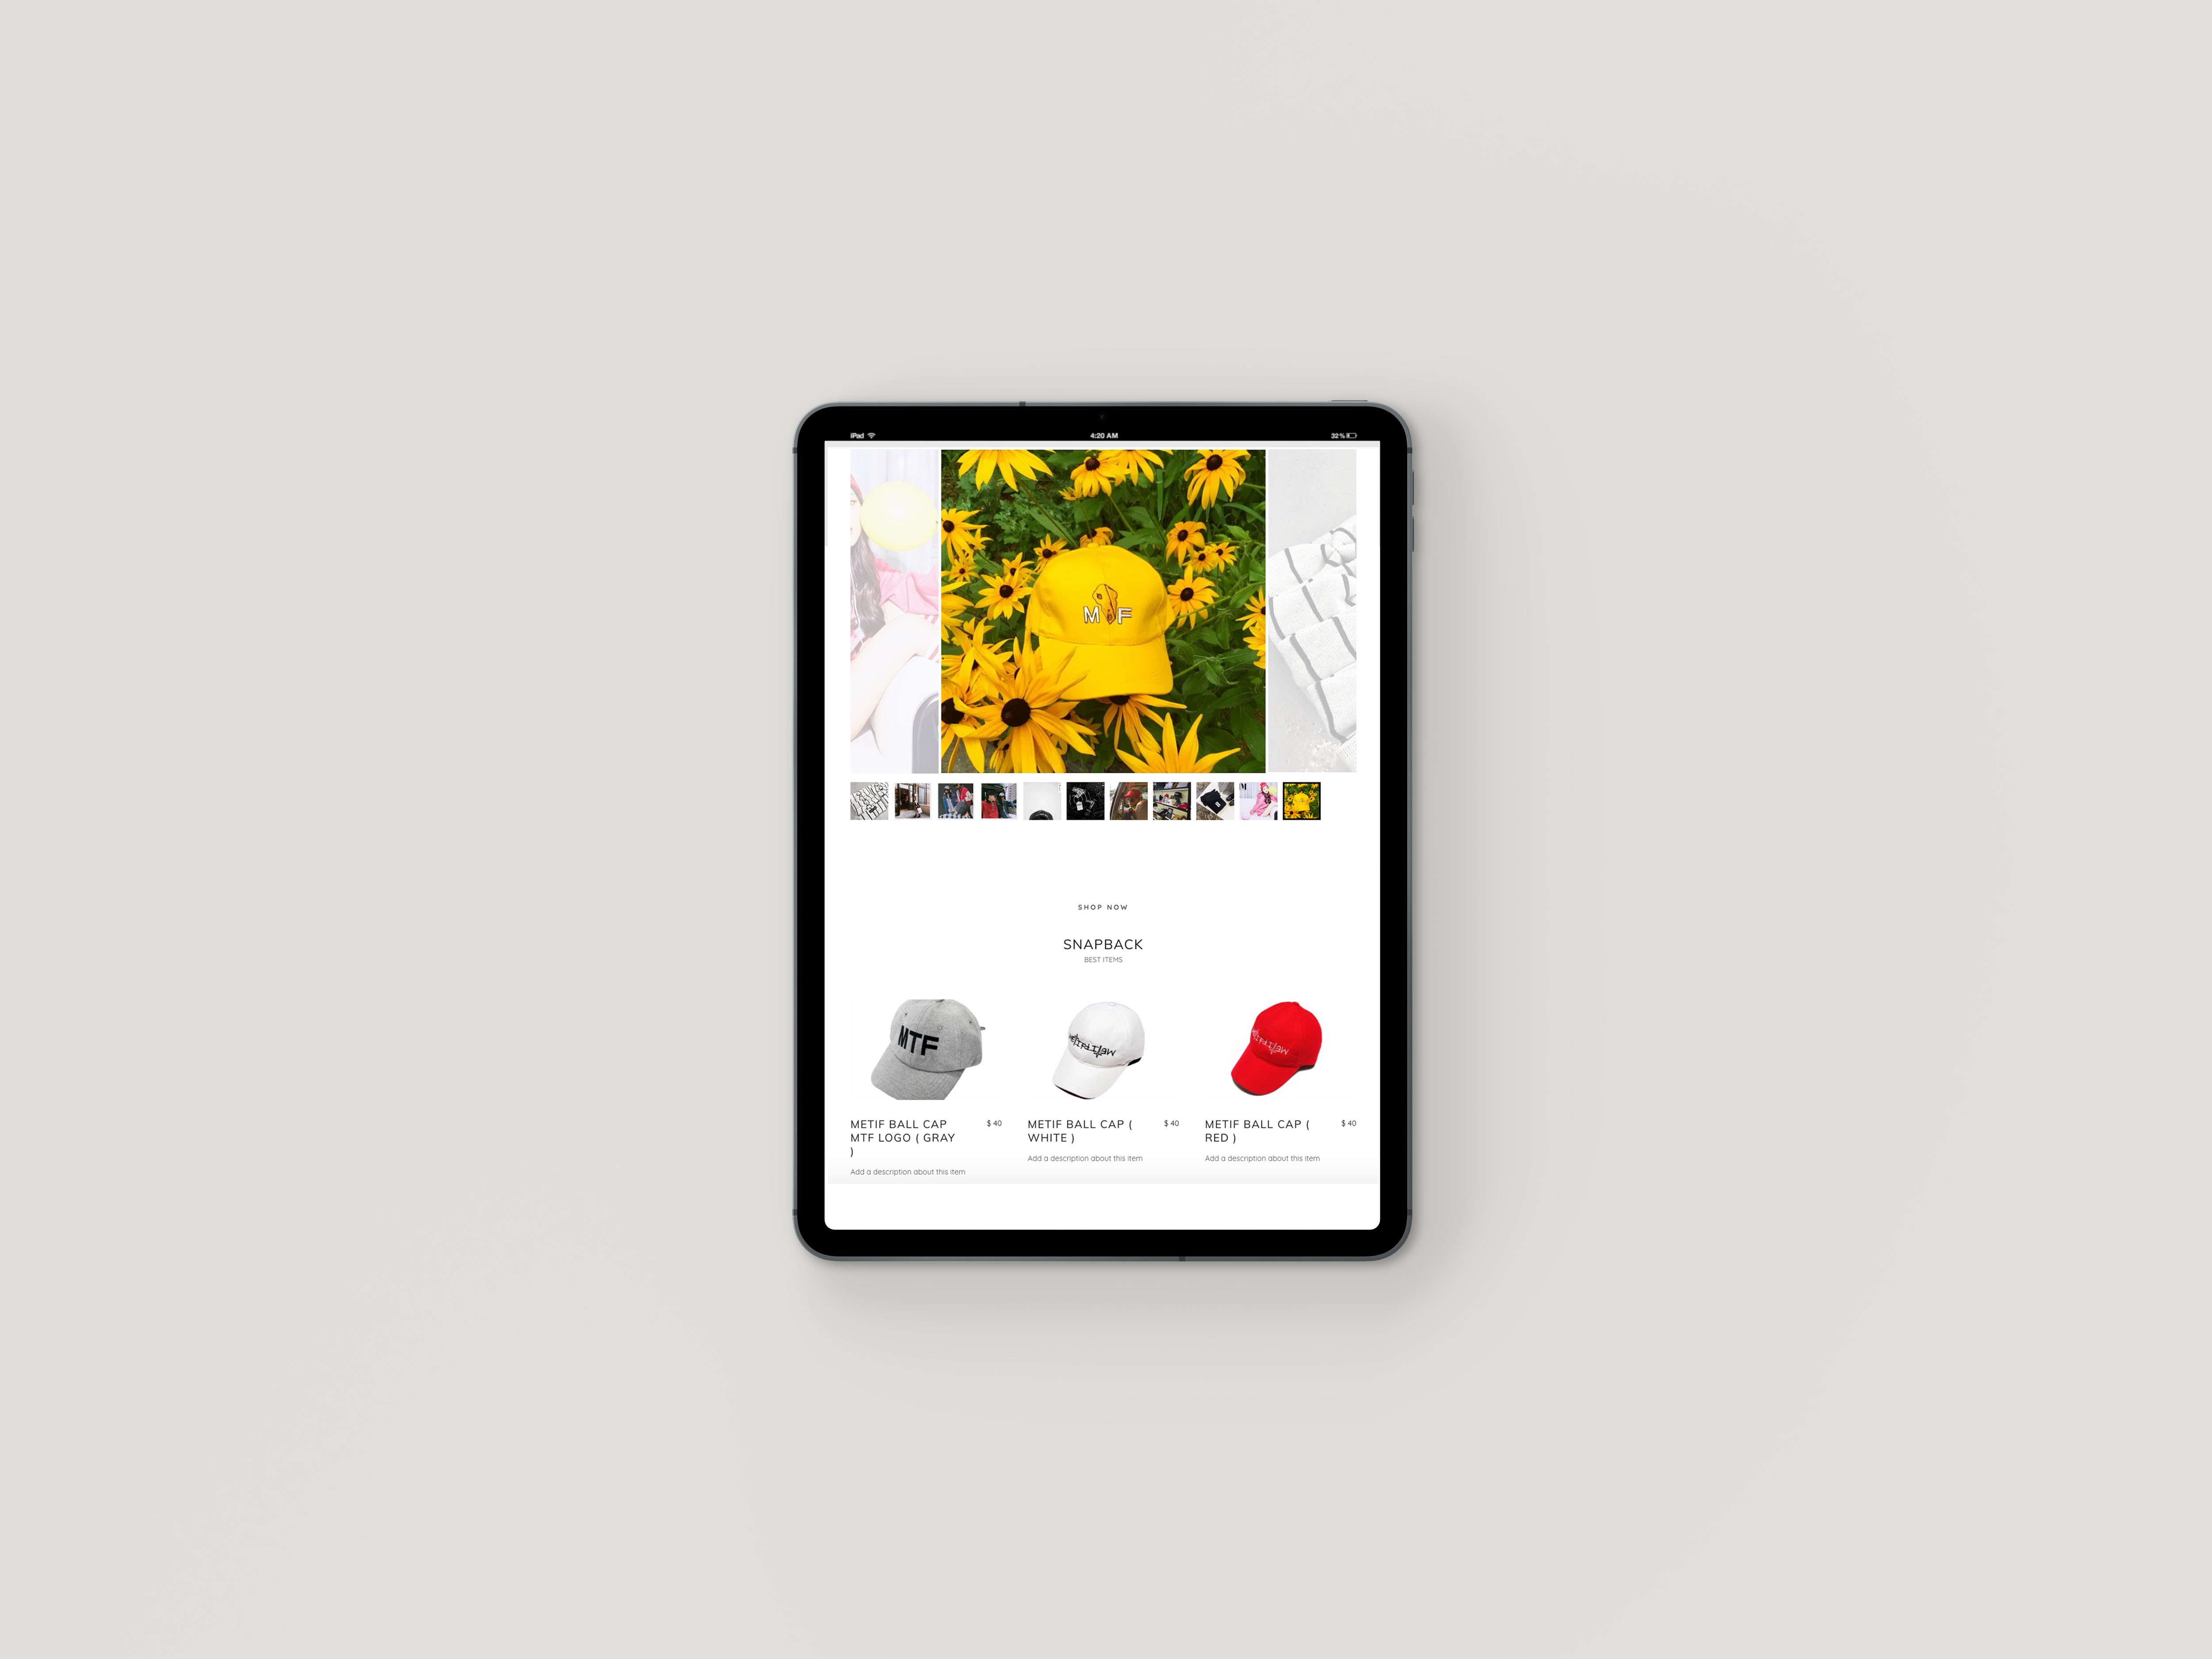 iPad 4:20 AM 32%
M F
SHOP NOW
SNAPBACK
BEST ITEMS
MTF
METIF BALL CAP
MTF LOGO ( GRAY
)
$ 40
Add a description about this item
METIF BALL CAP (
WHITE )
$ 40
Add a description about this item
METIF BALL CAP (
RED )
$ 40
Add a description about this item